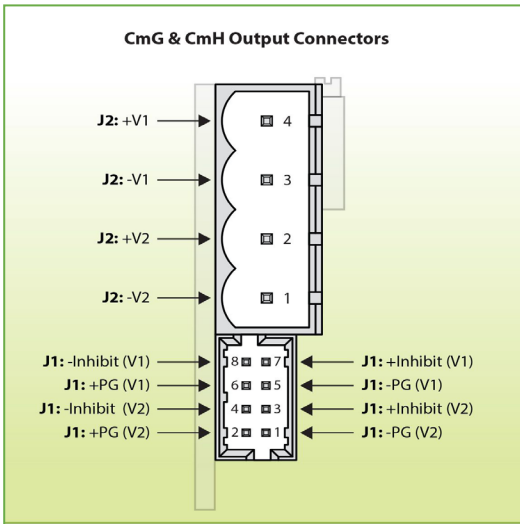 CmG & CmH Output Connectors
J2: +V1 4
J2: -V1 3
J2: +V2 2
J2: -V2 1
J1: -Inhibit (V1) 8 7 J1: +Inhibit (V1)
J1: +PG (V1) 6 5 J1: -PG (V1)
J1: -Inhibit (V2) 4 3 J1: +Inhibit (V2)
J1: +PG (V2) 2 1 J1: -PG (V2)